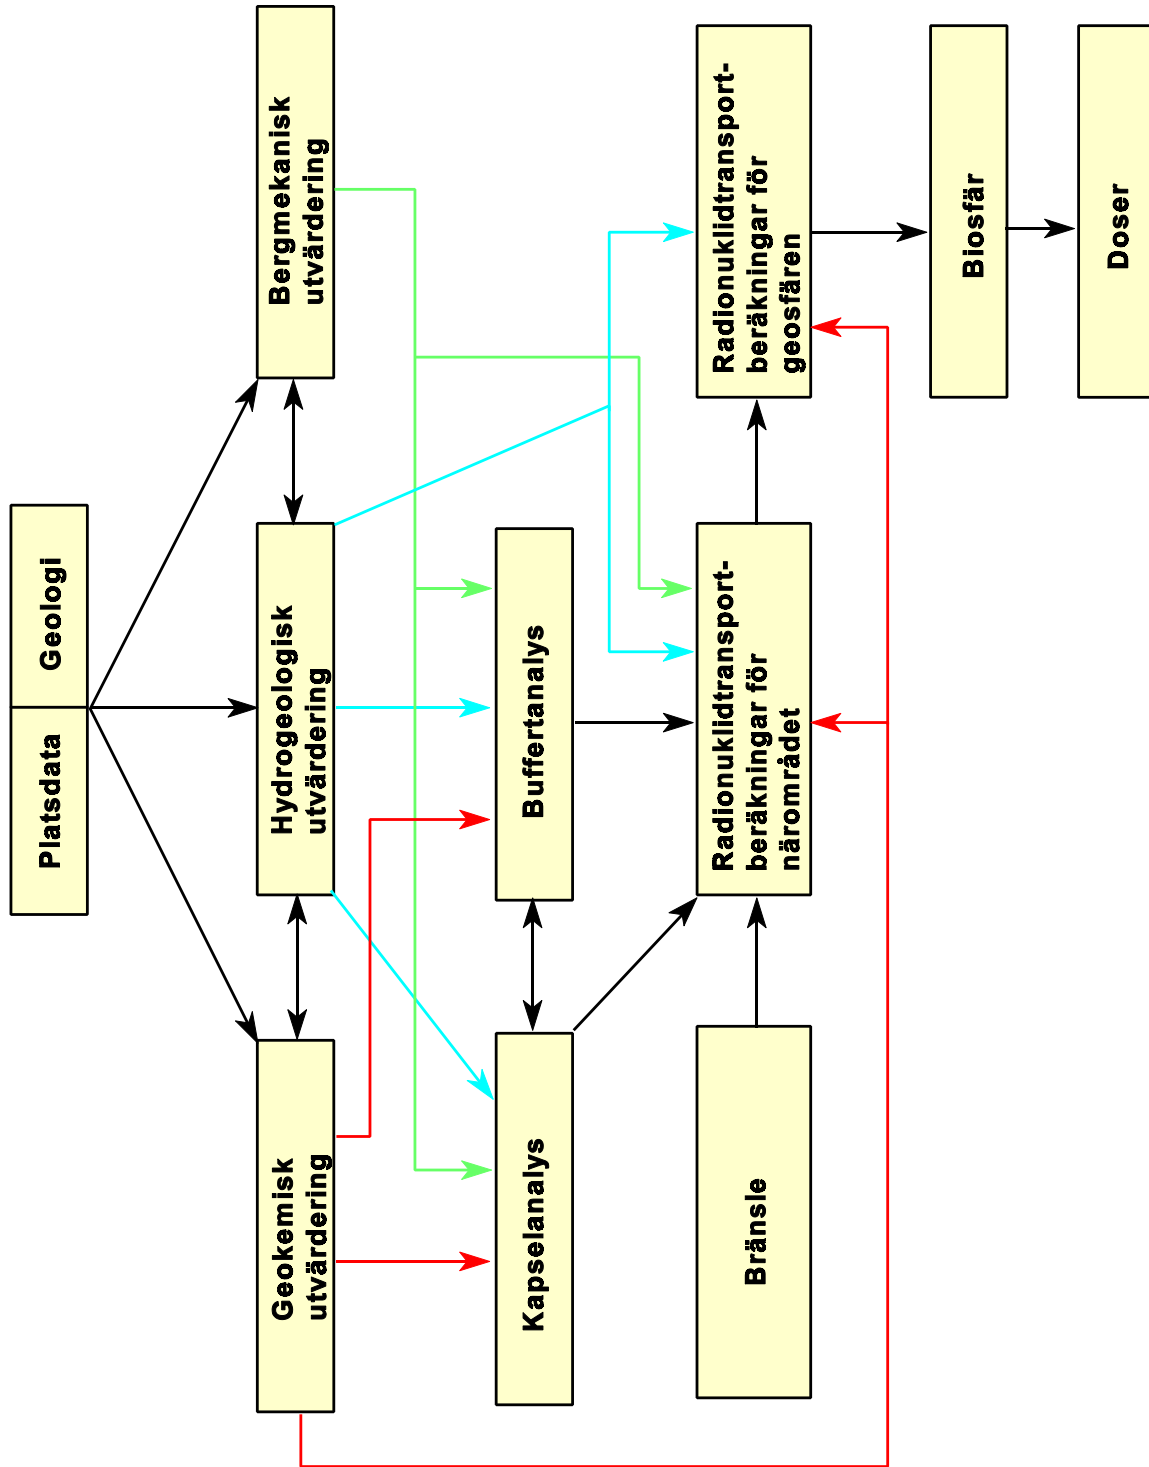 Platsdata
Geologi
Geokemisk
utvärdering
Hydrogeologisk
utvärdering
Bergmekanisk
utvärdering
Kapselanalys
Buffertanalys
Bränsle
Radionuklidtransport-
beräkningar för
närområdet
Radionuklidtransport-
beräkningar för
geosfären
Biosfär
Doser